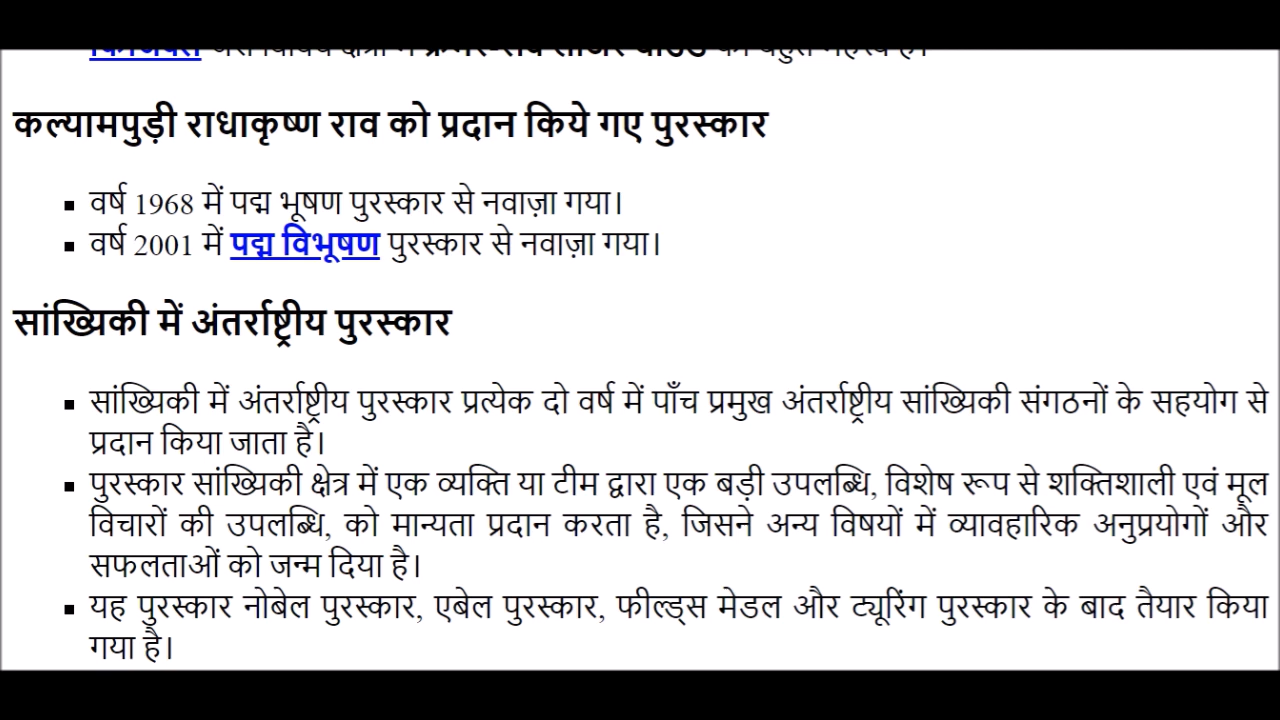 कल्यामपुड़ी राधाकृष्ण राव को प्रदान किये गए पुरस्कार
▪ वर्ष 1968 में पद्म भूषण पुरस्कार से नवाज़ा गया।
▪ वर्ष 2001 में पद्म विभूषण पुरस्कार से नवाज़ा गया।
सांख्यिकी में अंतर्राष्ट्रीय पुरस्कार
▪ सांख्यिकी में अंतर्राष्ट्रीय पुरस्कार प्रत्येक दो वर्ष में पाँच प्रमुख अंतर्राष्ट्रीय सांख्यिकी संगठनों के सहयोग से
प्रदान किया जाता है।
▪ पुरस्कार सांख्यिकी क्षेत्र में एक व्यक्ति या टीम द्वारा एक बड़ी उपलब्धि, विशेष रूप से शक्तिशाली एवं मूल
विचारों की उपलब्धि, को मान्यता प्रदान करता है, जिसने अन्य विषयों में व्यावहारिक अनुप्रयोगों और
सफलताओं को जन्म दिया है।
▪ यह पुरस्कार नोबेल पुरस्कार, एबेल पुरस्कार, फील्ड्स मेडल और ट्यूरिंग पुरस्कार के बाद तैयार किया
गया है।